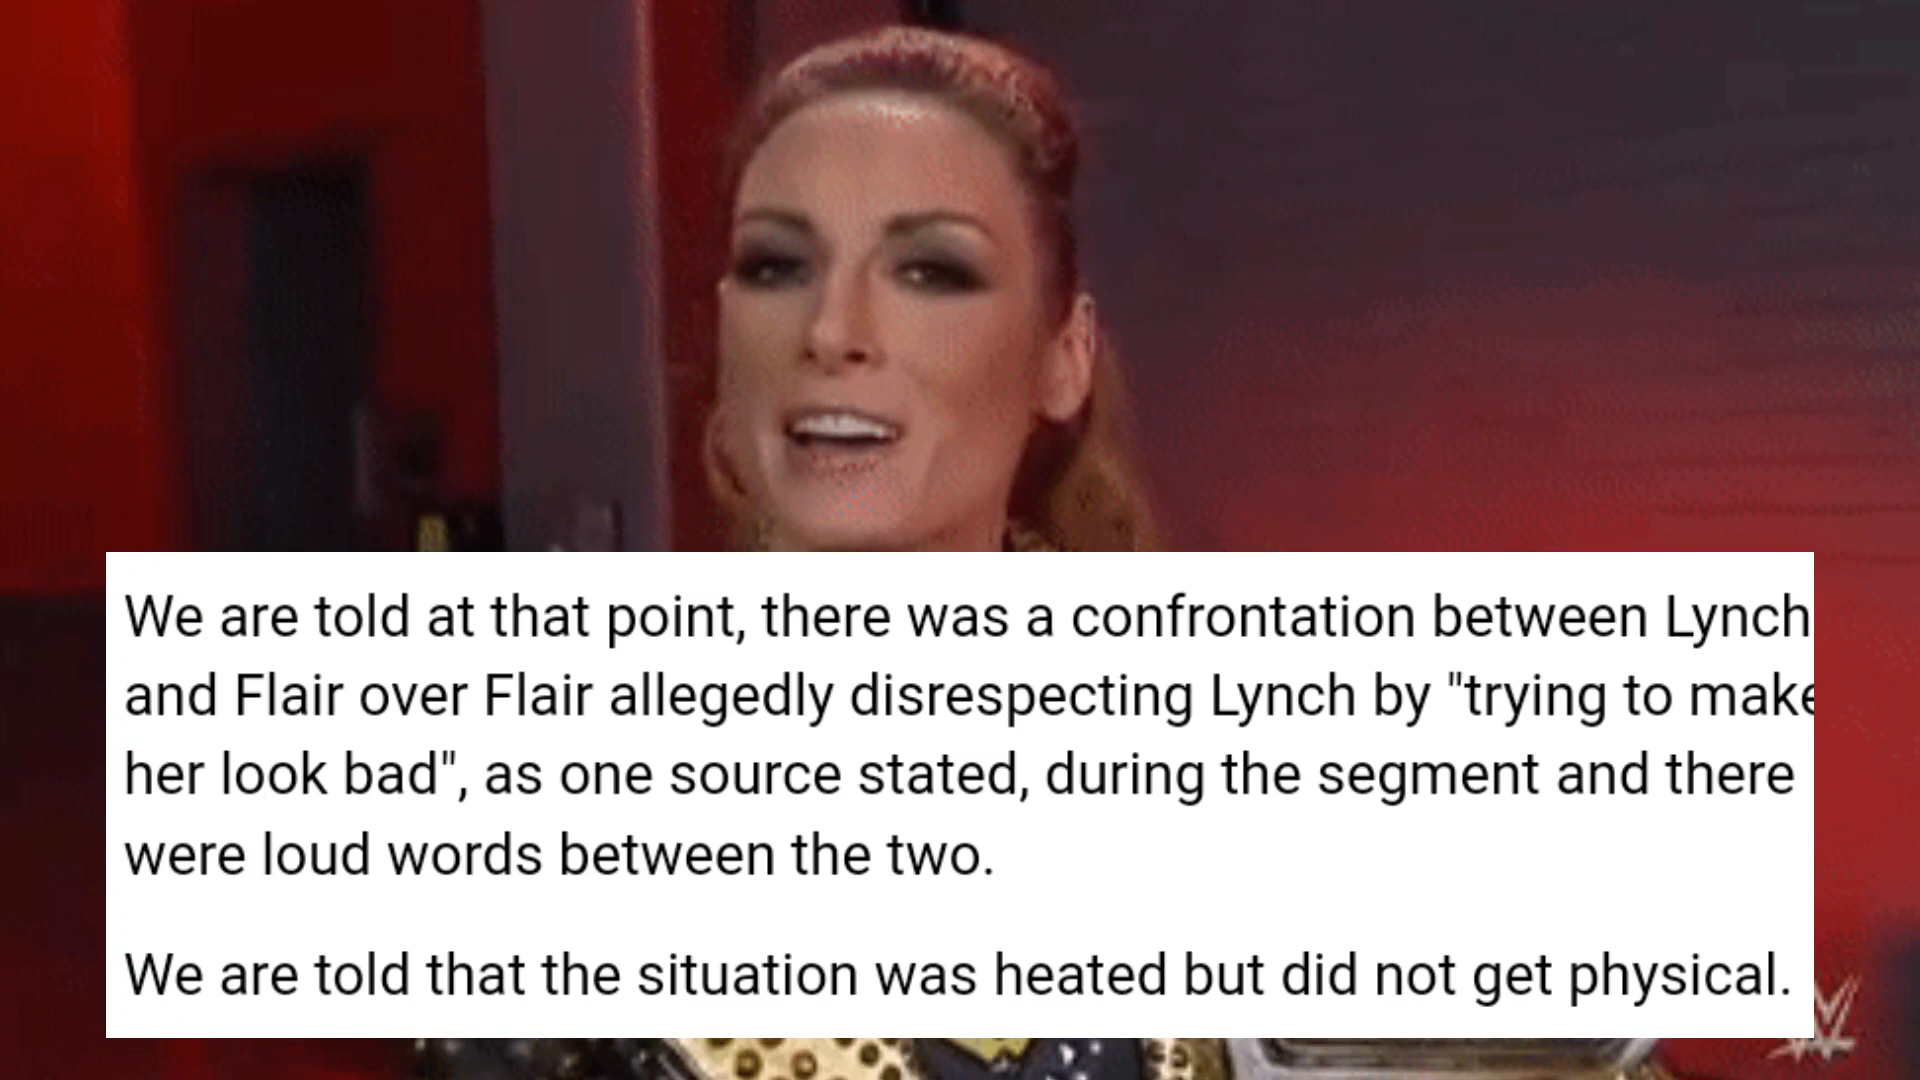 We are told at that point, there was a confrontation between Lynch
and Flair over Flair allegedly disrespecting Lynch by "trying to make
her look bad", as one source stated, during the segment and there
were loud words between the two.
We are told that the situation was heated but did not get physical.